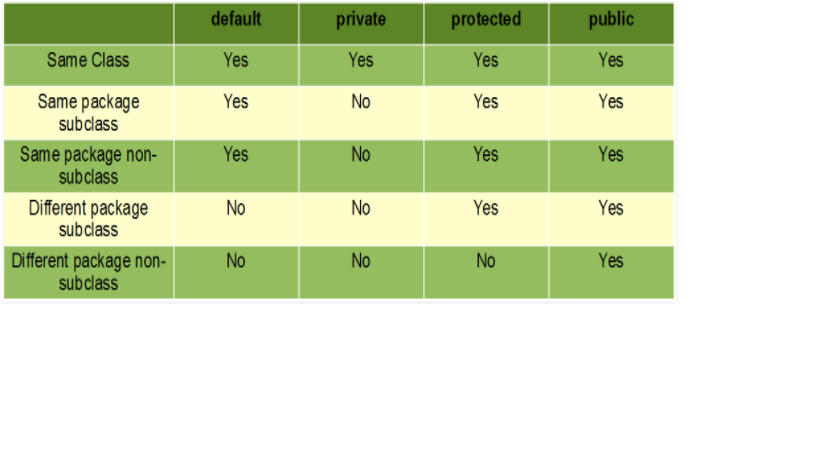 default private protected public
Same Class Yes Yes Yes Yes
Same package
subclass Yes No Yes Yes
Same package non-
subclass Yes No Yes Yes
Different package
subclass No No Yes Yes
Different package non-
subclass No No No Yes